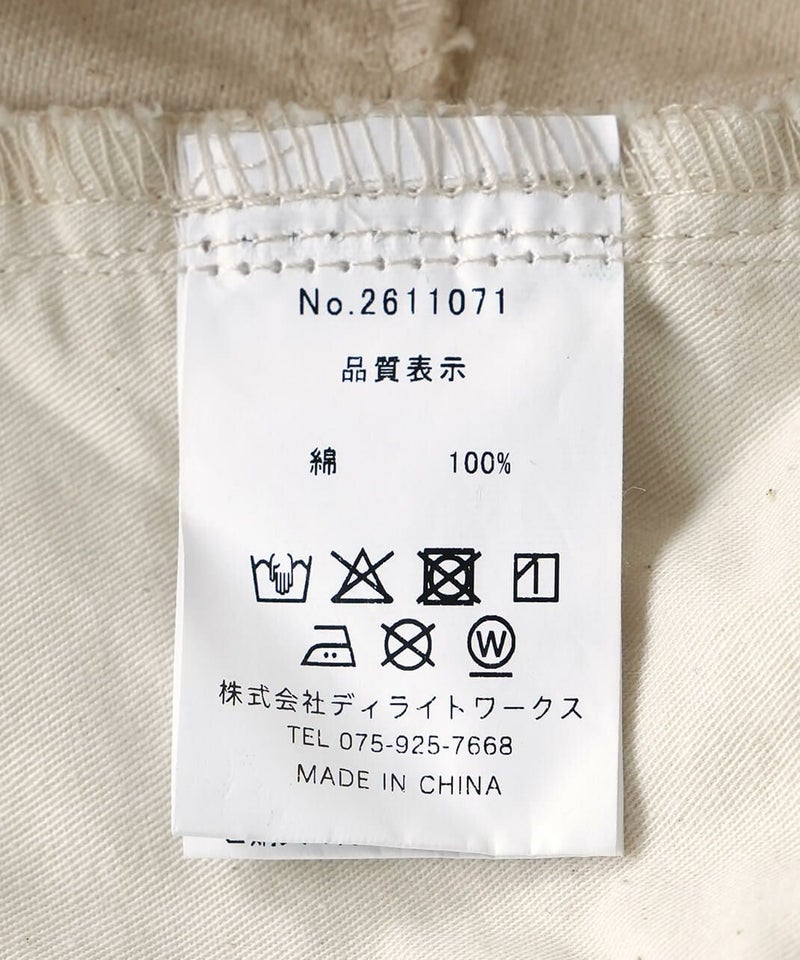 No.2611071
品質表示
綿 100%
W
株式会社ディライトワークス
TEL 075-925-7668
MADE IN CHINA